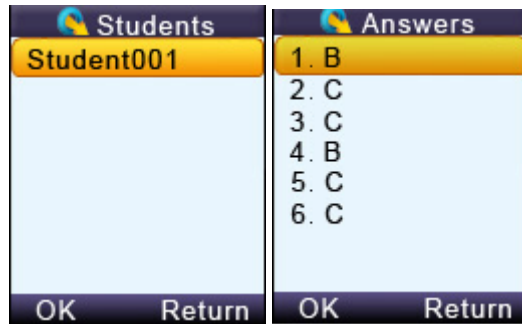 Students
Student001
OK Return
Answers
1. B
2. C
3. C
4. B
5. C
6. C
OK Return